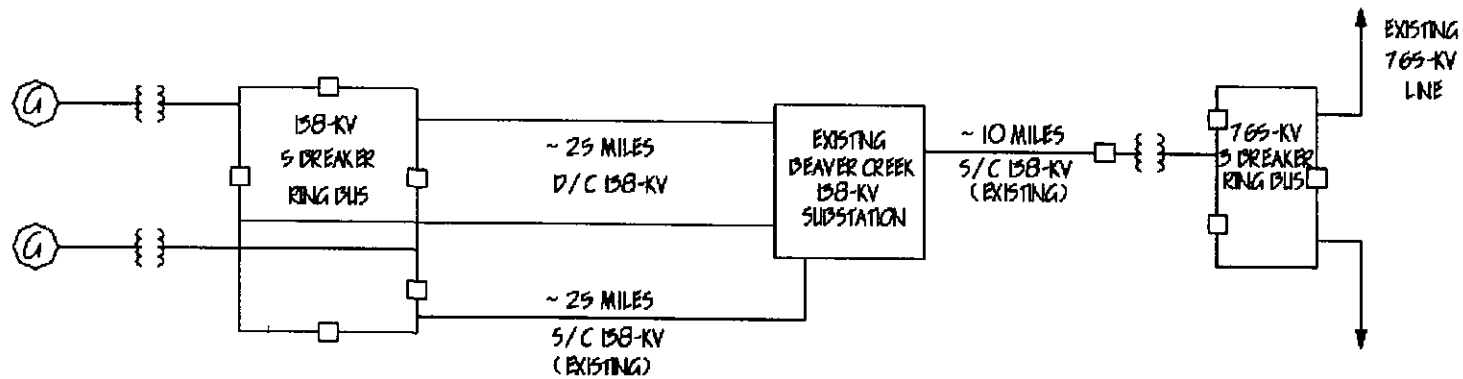 G
138-KV
5 BREAKER
RING BUS
G
~ 25 MILES
D/C 138-KV
~ 25 MILES
S/C 138-KV
(EXISTING)
EXISTING
BEAVER CREEK
138-KV
SUBSTATION
~ 10 MILES
S/C 138-KV
(EXISTING)
765-KV
3 BREAKER
RING BUS
EXISTING
765-KV
LINE